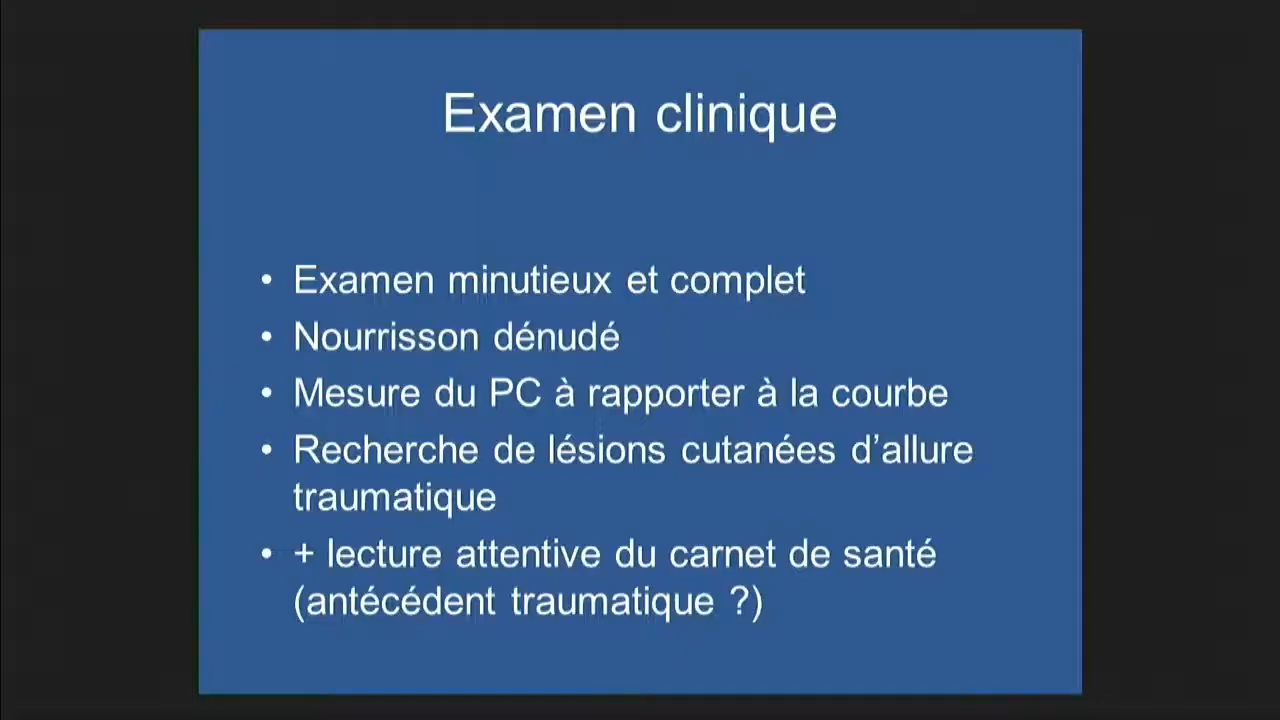 Examen clinique
• Examen minutieux et complet
• Nourrisson dénudé
• Mesure du PC à rapporter à la courbe
• Recherche de lésions cutanées d’allure
traumatique
• + lecture attentive du carnet de santé
(antécédent traumatique ?)